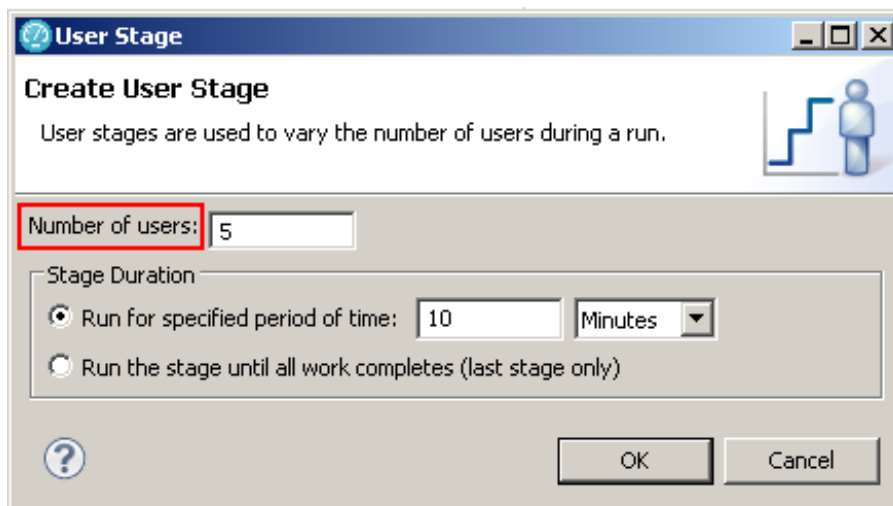 User Stage
Create User Stage
User stages are used to vary the number of users during a run.
Number of users: 5
Stage Duration
Run for specified period of time: 10 Minutes
Run the stage until all work completes (last stage only)
? OK Cancel